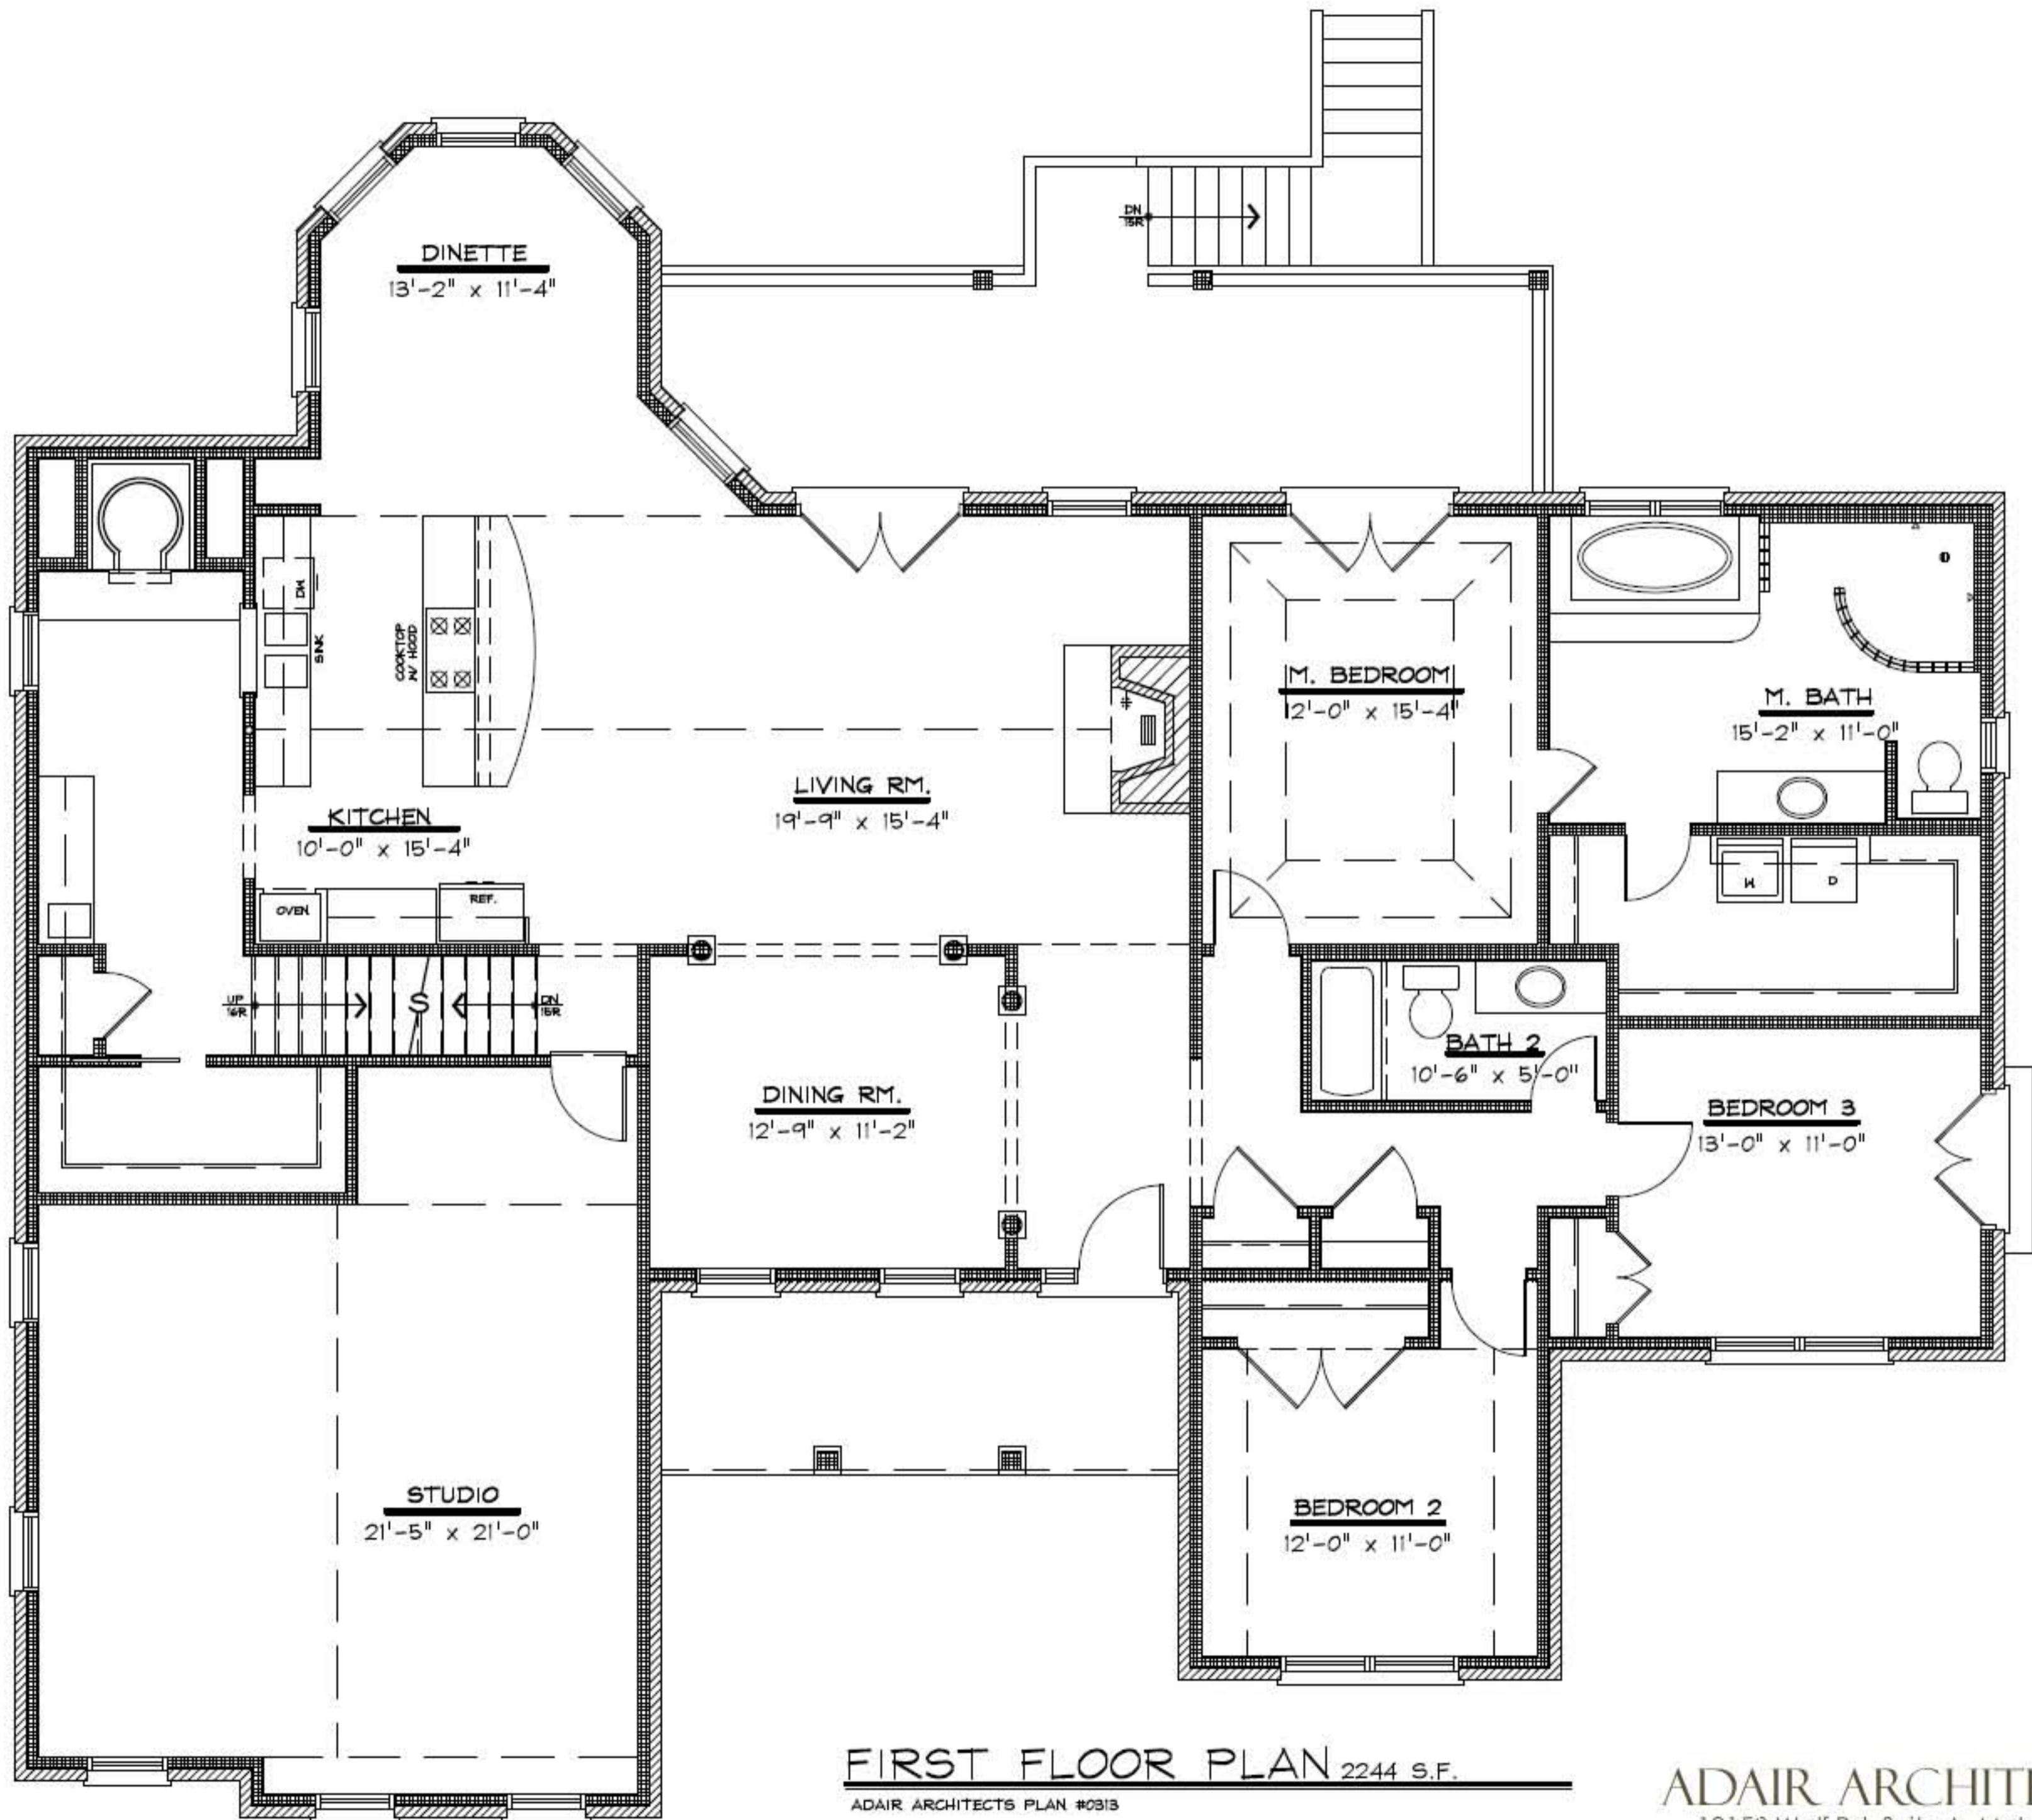 DN
15R
DINETTE
13'-2" x 11'-4"
DW
SINK
COOKTOP
W/ HOOD
M. BEDROOM
12'-0" x 15'-4"
M. BATH
15'-2" x 11'-0"
LIVING RM.
19'-9" x 15'-4"
KITCHEN
10'-0" x 15'-4"
OVEN
REF.
W
D
UP
16R
S
DN
15R
BATH 2
10'-6" x 5'-0"
DINING RM.
12'-9" x 11'-2"
BEDROOM 3
13'-0" x 11'-0"
STUDIO
21'-5" x 21'-0"
BEDROOM 2
12'-0" x 11'-0"
FIRST FLOOR PLAN 2244 S.F.
ADAIR ARCHITECTS PLAN #0313
ADAIR ARCHITE